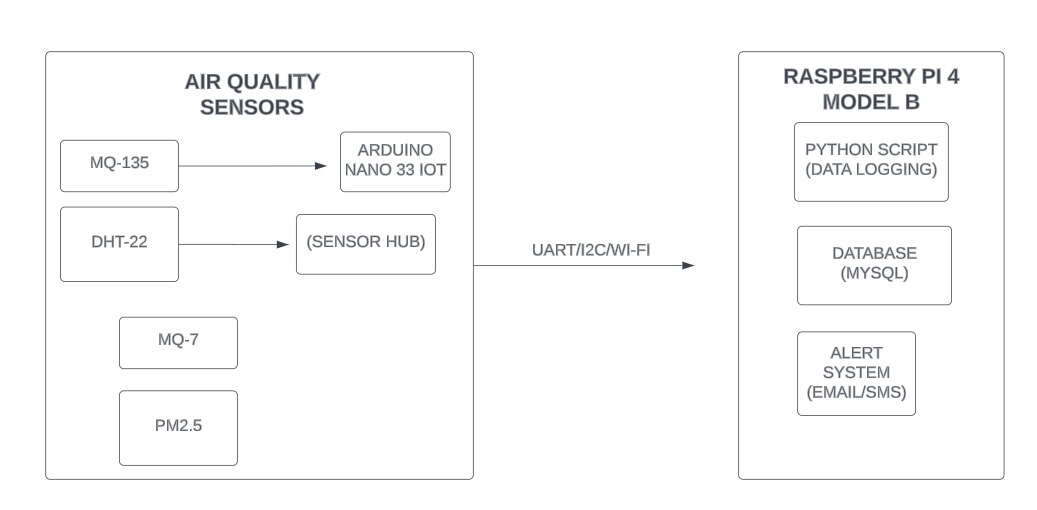 AIR QUALITY
SENSORS
MQ-135
ARDUINO
NANO 33 IOT
DHT-22
(SENSOR HUB)
MQ-7
PM2.5
UART/I2C/WI-FI
RASPBERRY PI 4
MODEL B
PYTHON SCRIPT
(DATA LOGGING)
DATABASE
(MYSQL)
ALERT
SYSTEM
(EMAIL/SMS)